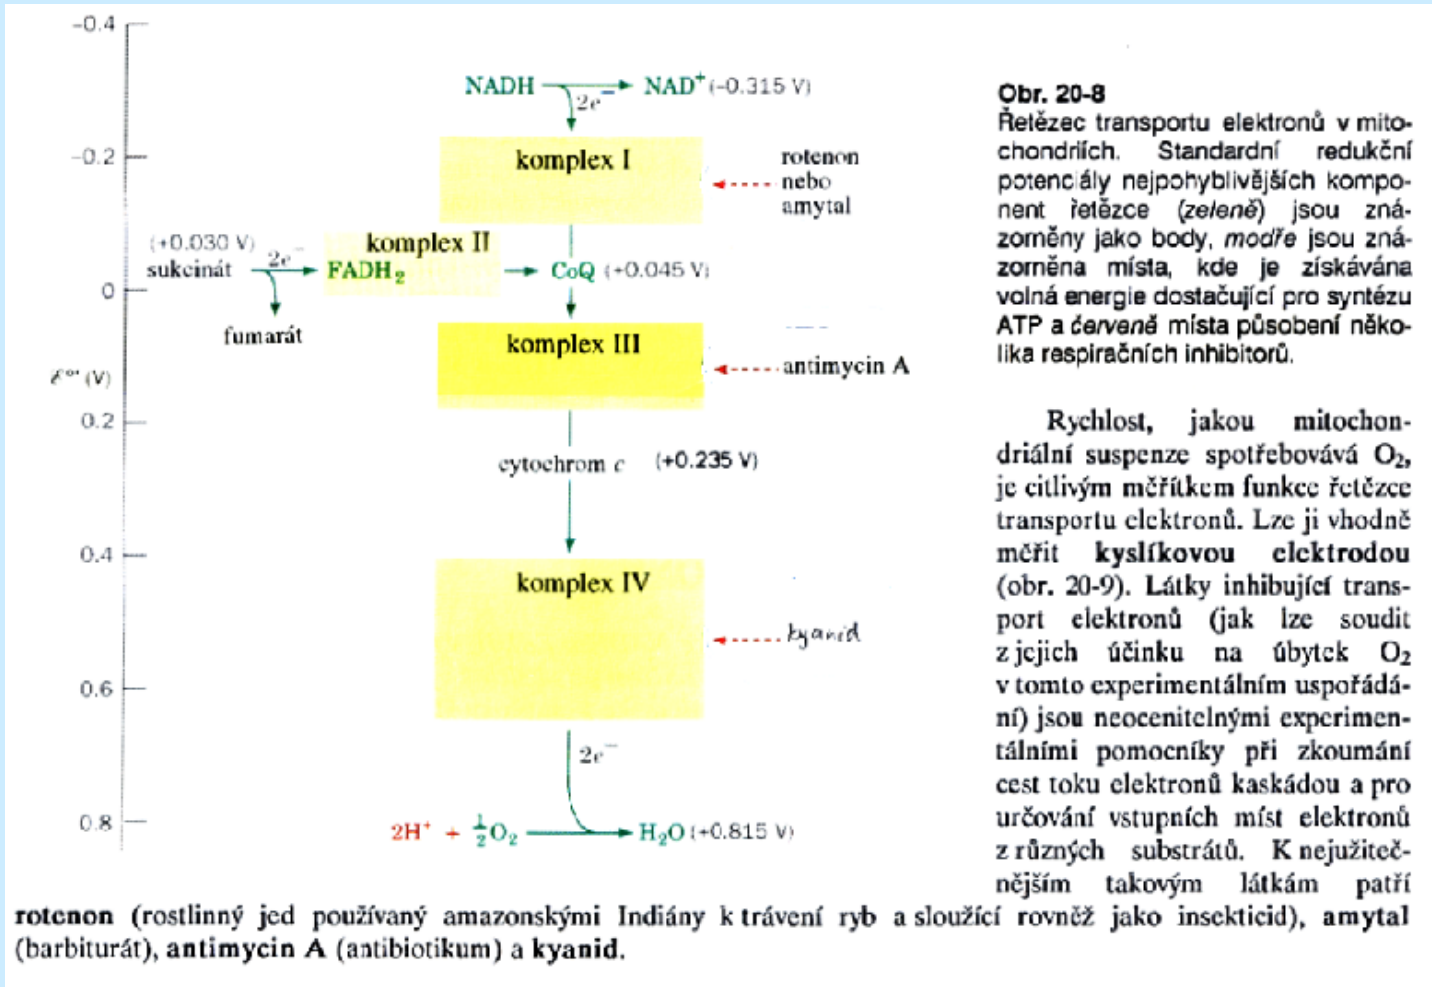 -0.4
NADH
NAD⁺ (-0.315 V)
2e⁻
-0.2
komplex I
rotenon
nebo
amytal
(+0.030 V)
sukcinát
2e⁻
komplex II
FADH₂
CoQ (+0.045 V)
0
fumarát
komplex III
antimycin A
ℰ°' (V)
0.2
cytochrom c (+0.235 V)
0.4
komplex IV
kyanid
0.6
2e⁻
0.8
2H⁺ + ½O₂
H₂O (+0.815 V)
Obr. 20-8
Řetězec transportu elektronů v mito-
chondriích. Standardní redukční
potenciály nejpohyblivějších kompo-
nent řetězce (zeleně) jsou zná-
zorněny jako body, modře jsou zná-
zorněna místa, kde je získávána
volná energie dostačující pro syntézu
ATP a červeně místa působení něko-
lika respiračních inhibitorů.
Rychlost, jakou mitochon-
driální suspenze spotřebovává O₂,
je citlivým měřítkem funkce řetězce
transportu elektronů. Lze ji vhodně
měřit kyslíkovou elektrodou
(obr. 20-9). Látky inhibující trans-
port elektronů (jak lze soudit
z jejich účinku na úbytek O₂
v tomto experimentálním uspořádá-
ní) jsou neocenitelnými experimen-
tálními pomocníky při zkoumání
cest toku elektronů kaskádou a pro
určování vstupních míst elektronů
z různých substrátů. K nejužiteč-
nějším takovým látkám patří
rotenon (rostlinný jed používaný amazonskými Indiány k trávení ryb a sloužící rovněž jako insekticid), amytal
(barbiturát), antimycin A (antibiotikum) a kyanid.